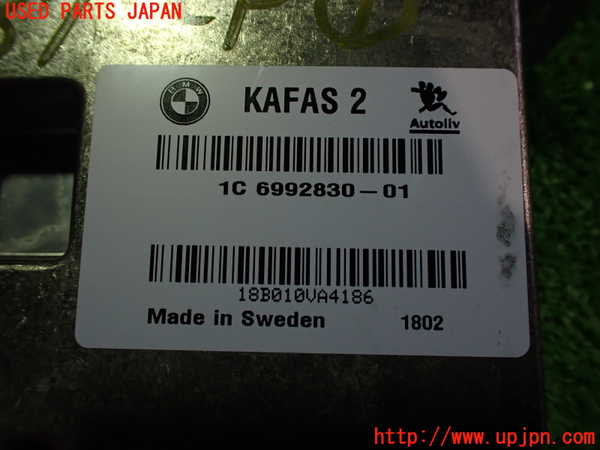 USED PARTS JAPAN
BMW
KAFAS 2
Autoliv
1C 6992830-01
18B010VA4186
Made in Sweden
1802
http://www.upjpn.com